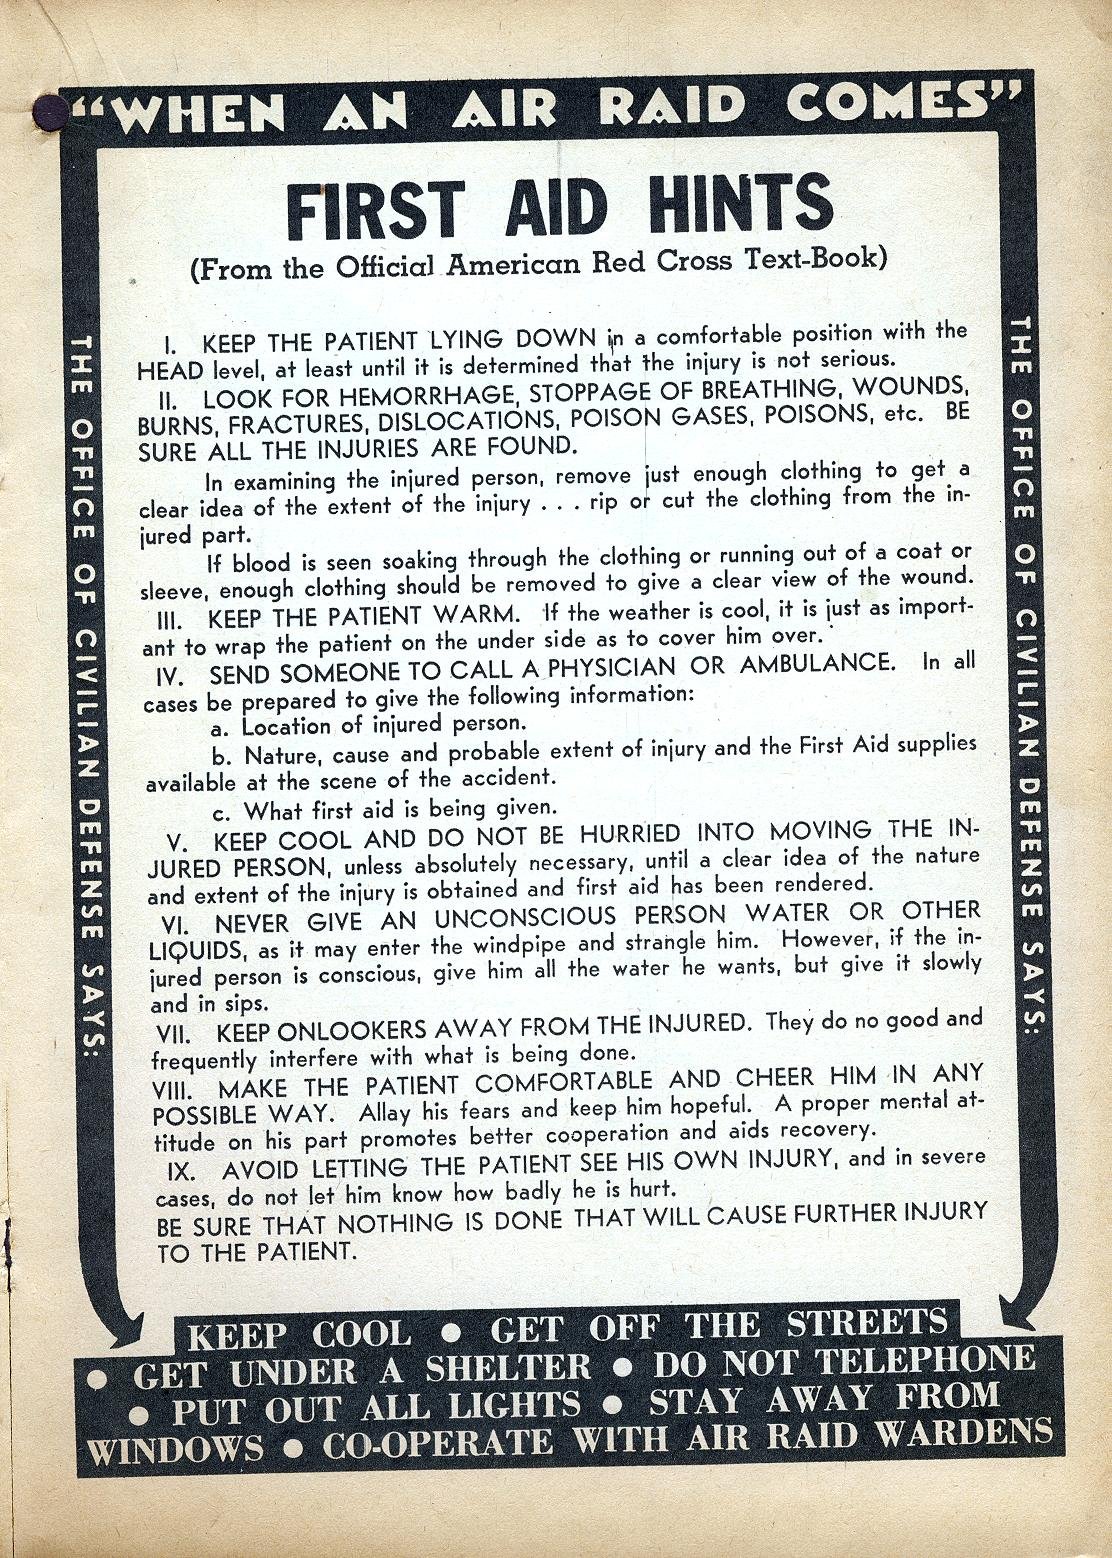 “WHEN AN AIR RAID COMES”
FIRST AID HINTS
(From the Official American Red Cross Text-Book)
I. KEEP THE PATIENT LYING DOWN in a comfortable position with the
HEAD level, at least until it is determined that the injury is not serious.
II. LOOK FOR HEMORRHAGE, STOPPAGE OF BREATHING, WOUNDS,
BURNS, FRACTURES, DISLOCATIONS, POISON GASES, POISONS, etc. BE
SURE ALL THE INJURIES ARE FOUND.
In examining the injured person, remove just enough clothing to get a
clear idea of the extent of the injury . . . rip or cut the clothing from the in-
jured part.
If blood is seen soaking through the clothing or running out of a coat or
sleeve, enough clothing should be removed to give a clear view of the wound.
III. KEEP THE PATIENT WARM. If the weather is cool, it is just as import-
ant to wrap the patient on the under side as to cover him over.
IV. SEND SOMEONE TO CALL A PHYSICIAN OR AMBULANCE. In all
cases be prepared to give the following information:
a. Location of injured person.
b. Nature, cause and probable extent of injury and the First Aid supplies
available at the scene of the accident.
c. What first aid is being given.
V. KEEP COOL AND DO NOT BE HURRIED INTO MOVING THE IN-
JURED PERSON, unless absolutely necessary, until a clear idea of the nature
and extent of the injury is obtained and first aid has been rendered.
VI. NEVER GIVE AN UNCONSCIOUS PERSON WATER OR OTHER
LIQUIDS, as it may enter the windpipe and strangle him. However, if the in-
jured person is conscious, give him all the water he wants, but give it slowly
and in sips.
VII. KEEP ONLOOKERS AWAY FROM THE INJURED. They do no good and
frequently interfere with what is being done.
VIII. MAKE THE PATIENT COMFORTABLE AND CHEER HIM IN ANY
POSSIBLE WAY. Allay his fears and keep him hopeful. A proper mental at-
titude on his part promotes better cooperation and aids recovery.
IX. AVOID LETTING THE PATIENT SEE HIS OWN INJURY, and in severe
cases, do not let him know how badly he is hurt.
BE SURE THAT NOTHING IS DONE THAT WILL CAUSE FURTHER INJURY
TO THE PATIENT.
THE OFFICE OF CIVILIAN DEFENSE SAYS:
THE OFFICE OF CIVILIAN DEFENSE SAYS:
KEEP COOL ● GET OFF THE STREETS
● GET UNDER A SHELTER ● DO NOT TELEPHONE
● PUT OUT ALL LIGHTS ● STAY AWAY FROM
WINDOWS ● CO-OPERATE WITH AIR RAID WARDENS